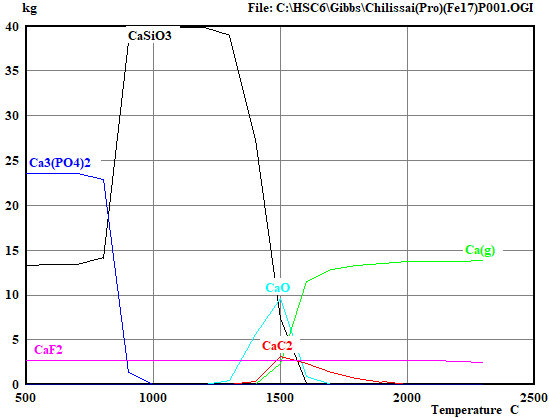 kg File: C:\HSC6\Gibbs\Chilissai(Pro)(Fe17)P001.OGI
40
CaSiO3
35
30
25
Ca3(PO4)2
20
15
Ca(g)
10
CaO
5
CaC2
CaF2
0
500 1000 1500 2000 2500
Temperature C